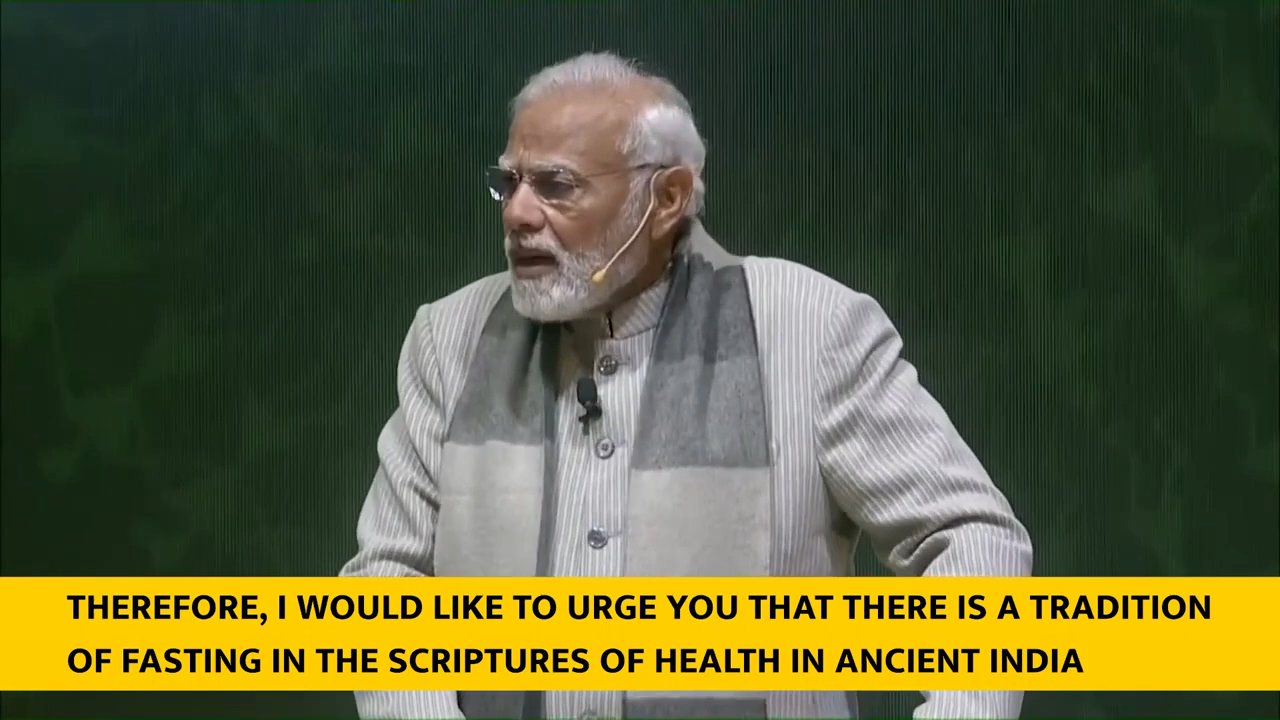 THEREFORE, I WOULD LIKE TO URGE YOU THAT THERE IS A TRADITION
OF FASTING IN THE SCRIPTURES OF HEALTH IN ANCIENT INDIA